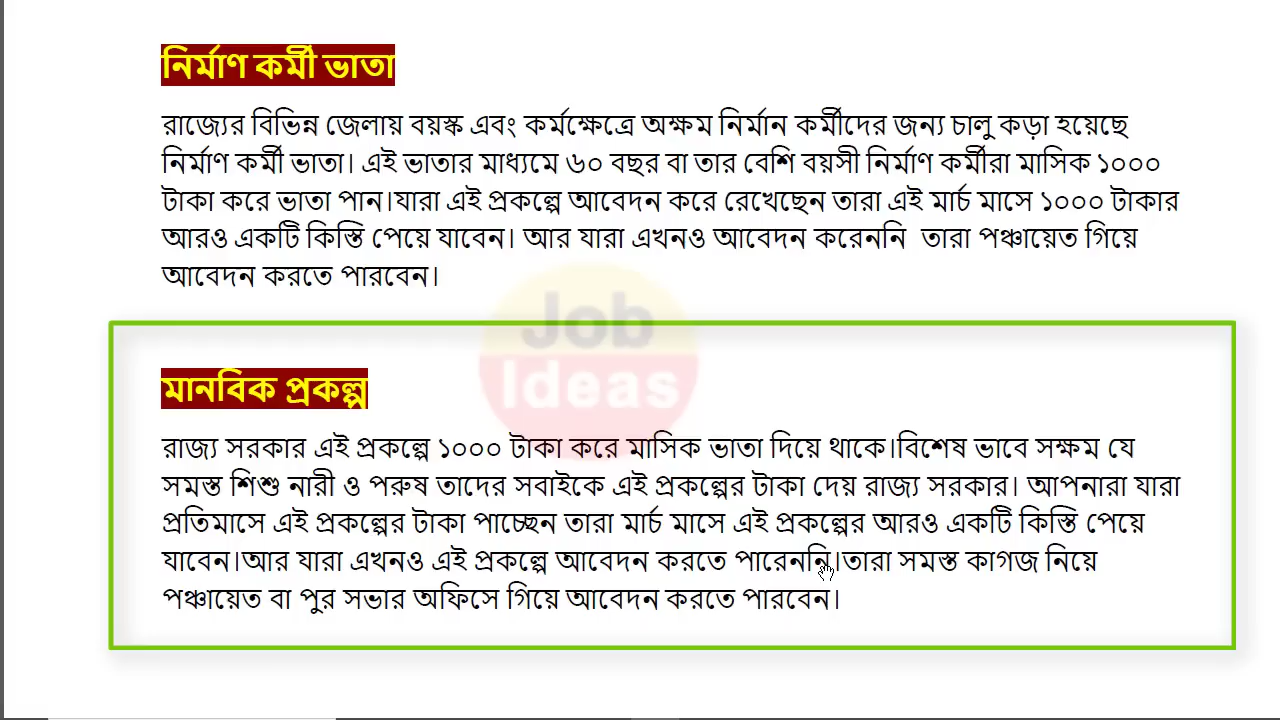 নির্মাণ কর্মী ভাতা
রাজ্যের বিভিন্ন জেলায় বয়স্ক এবং কর্মক্ষেত্রে অক্ষম নির্মান কর্মীদের জন্য চালু কড়া হয়েছে
নির্মাণ কর্মী ভাতা। এই ভাতার মাধ্যমে ৬০ বছর বা তার বেশি বয়সী নির্মাণ কর্মীরা মাসিক ১০০০
টাকা করে ভাতা পান।যারা এই প্রকল্পে আবেদন করে রেখেছেন তারা এই মার্চ মাসে ১০০০ টাকার
আরও একটি কিস্তি পেয়ে যাবেন। আর যারা এখনও আবেদন করেননি তারা পঞ্চায়েত গিয়ে
আবেদন করতে পারবেন।
Job
Ideas
মানবিক প্রকল্প
রাজ্য সরকার এই প্রকল্পে ১০০০ টাকা করে মাসিক ভাতা দিয়ে থাকে।বিশেষ ভাবে সক্ষম যে
সমস্ত শিশু নারী ও পরুষ তাদের সবাইকে এই প্রকল্পের টাকা দেয় রাজ্য সরকার। আপনারা যারা
প্রতিমাসে এই প্রকল্পের টাকা পাচ্ছেন তারা মার্চ মাসে এই প্রকল্পের আরও একটি কিস্তি পেয়ে
যাবেন।আর যারা এখনও এই প্রকল্পে আবেদন করতে পারেননি।তারা সমস্ত কাগজ নিয়ে
পঞ্চায়েত বা পুর সভার অফিসে গিয়ে আবেদন করতে পারবেন।